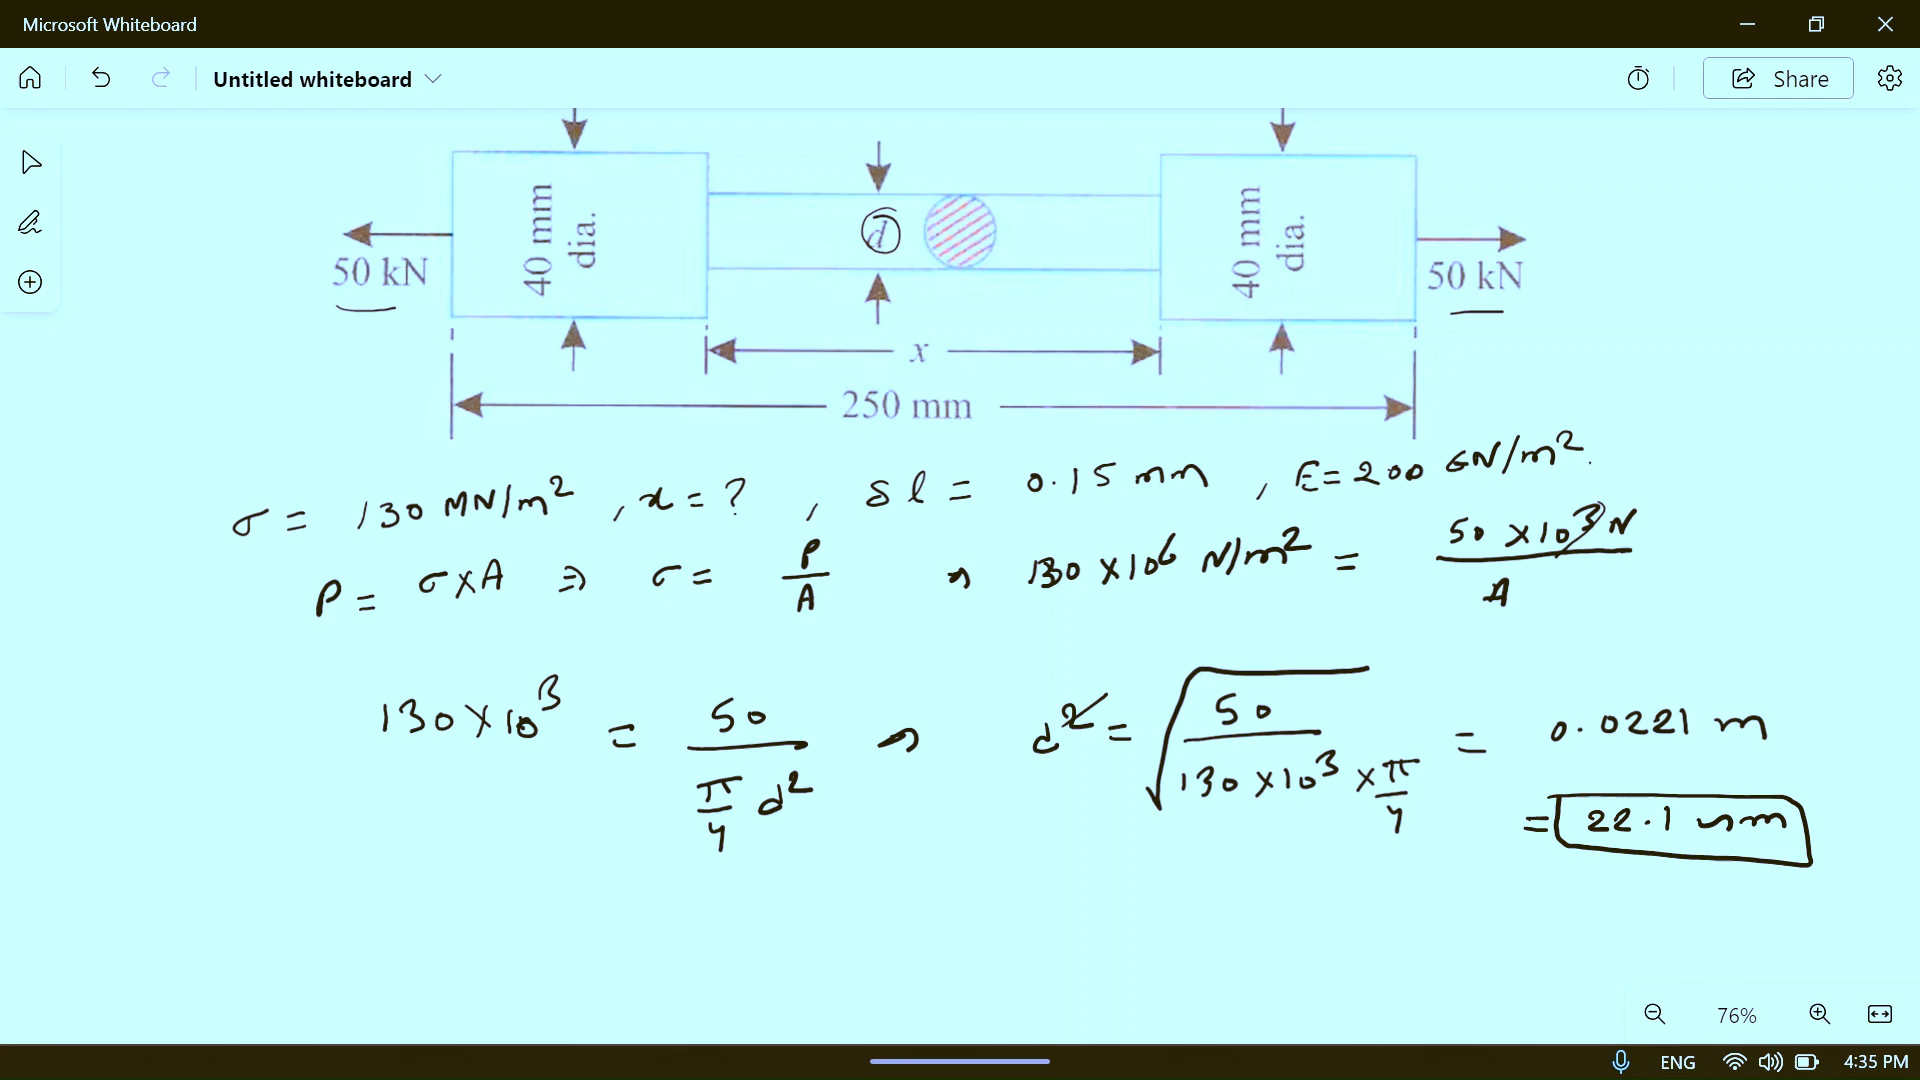 Microsoft Whiteboard
Untitled whiteboard
Share
40 mm dia.
d
40 mm dia.
50 kN
50 kN
x
250 mm
σ = 130 MN/m², x = ?, δl = 0.15 mm, E = 200 GN/m².
P = σ×A ⇒ σ = P/A ⇒ 130 ×10⁶ N/m² = 50 ×10³ N / A
130×10³ = 50 / (π/4 d²) ⇒ d² = √(50 / (130 ×10³ × π/4)) = 0.0221 m
= 22.1 mm
76%
ENG
4:35 PM